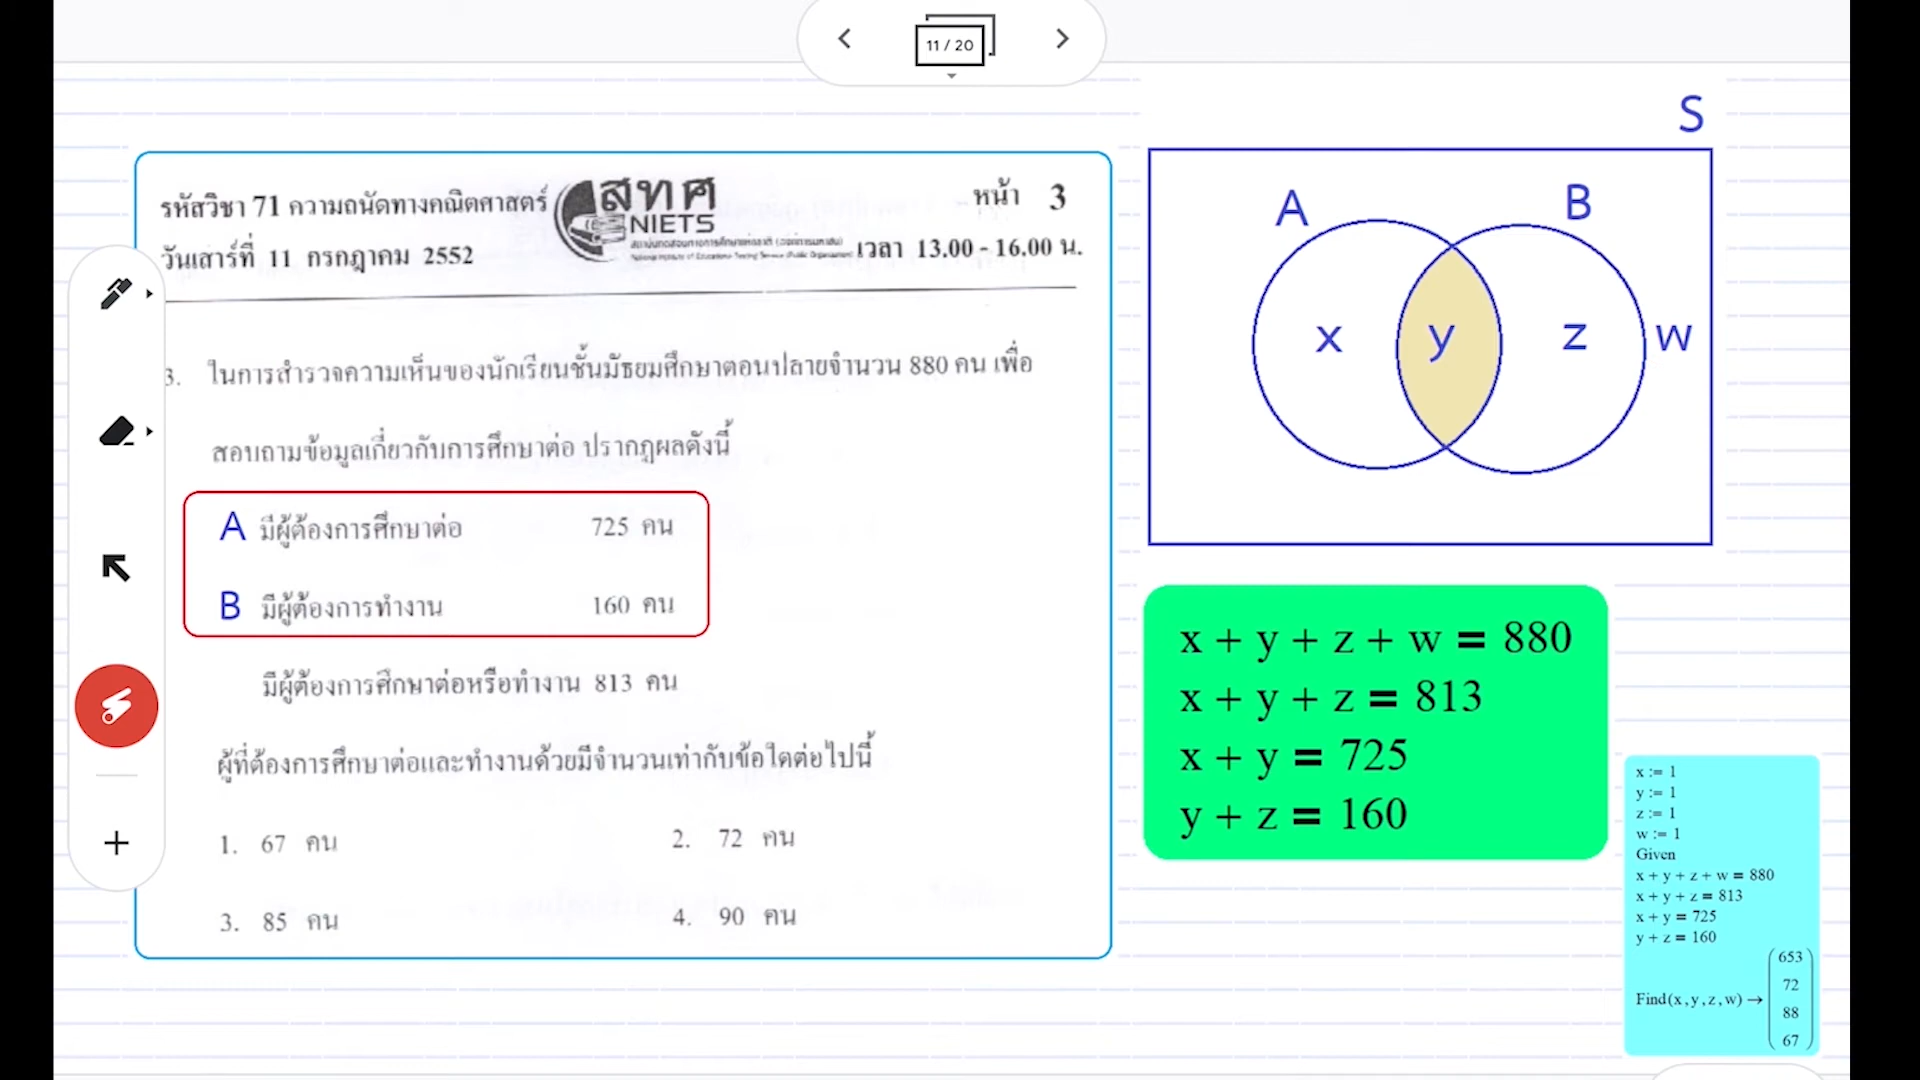 11 / 20
รหัสวิชา 71 ความถนัดทางคณิตศาสตร์
สทศ
NIETS
หน้า 3
วันเสาร์ที่ 11 กรกฎาคม 2552
เวลา 13.00 - 16.00 น.
3. ในการสำรวจความเห็นของนักเรียนชั้นมัธยมศึกษาตอนปลายจำนวน 880 คน เพื่อ
สอบถามข้อมูลเกี่ยวกับการศึกษาต่อ ปรากฏผลดังนี้
A มีผู้ต้องการศึกษาต่อ 725 คน
B มีผู้ต้องการทำงาน 160 คน
มีผู้ต้องการศึกษาต่อหรือทำงาน 813 คน
ผู้ที่ต้องการศึกษาต่อและทำงานด้วยมีจำนวนเท่ากับข้อใดต่อไปนี้
1. 67 คน 2. 72 คน
3. 85 คน 4. 90 คน
S
A B
x y z w
x + y + z + w = 880
x + y + z = 813
x + y = 725
y + z = 160
x := 1
y := 1
z := 1
w := 1
Given
x + y + z + w = 880
x + y + z = 813
x + y = 725
y + z = 160
653
72
Find(x, y, z, w) →
88
67